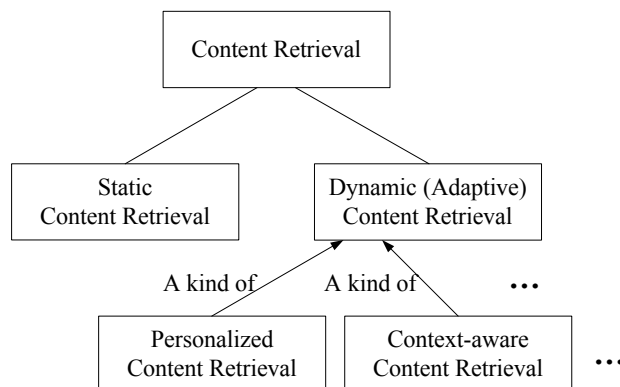 Content Retrieval
Static
Content Retrieval
Dynamic (Adaptive)
Content Retrieval
A kind of
A kind of
...
Personalized
Content Retrieval
Context-aware
Content Retrieval
...